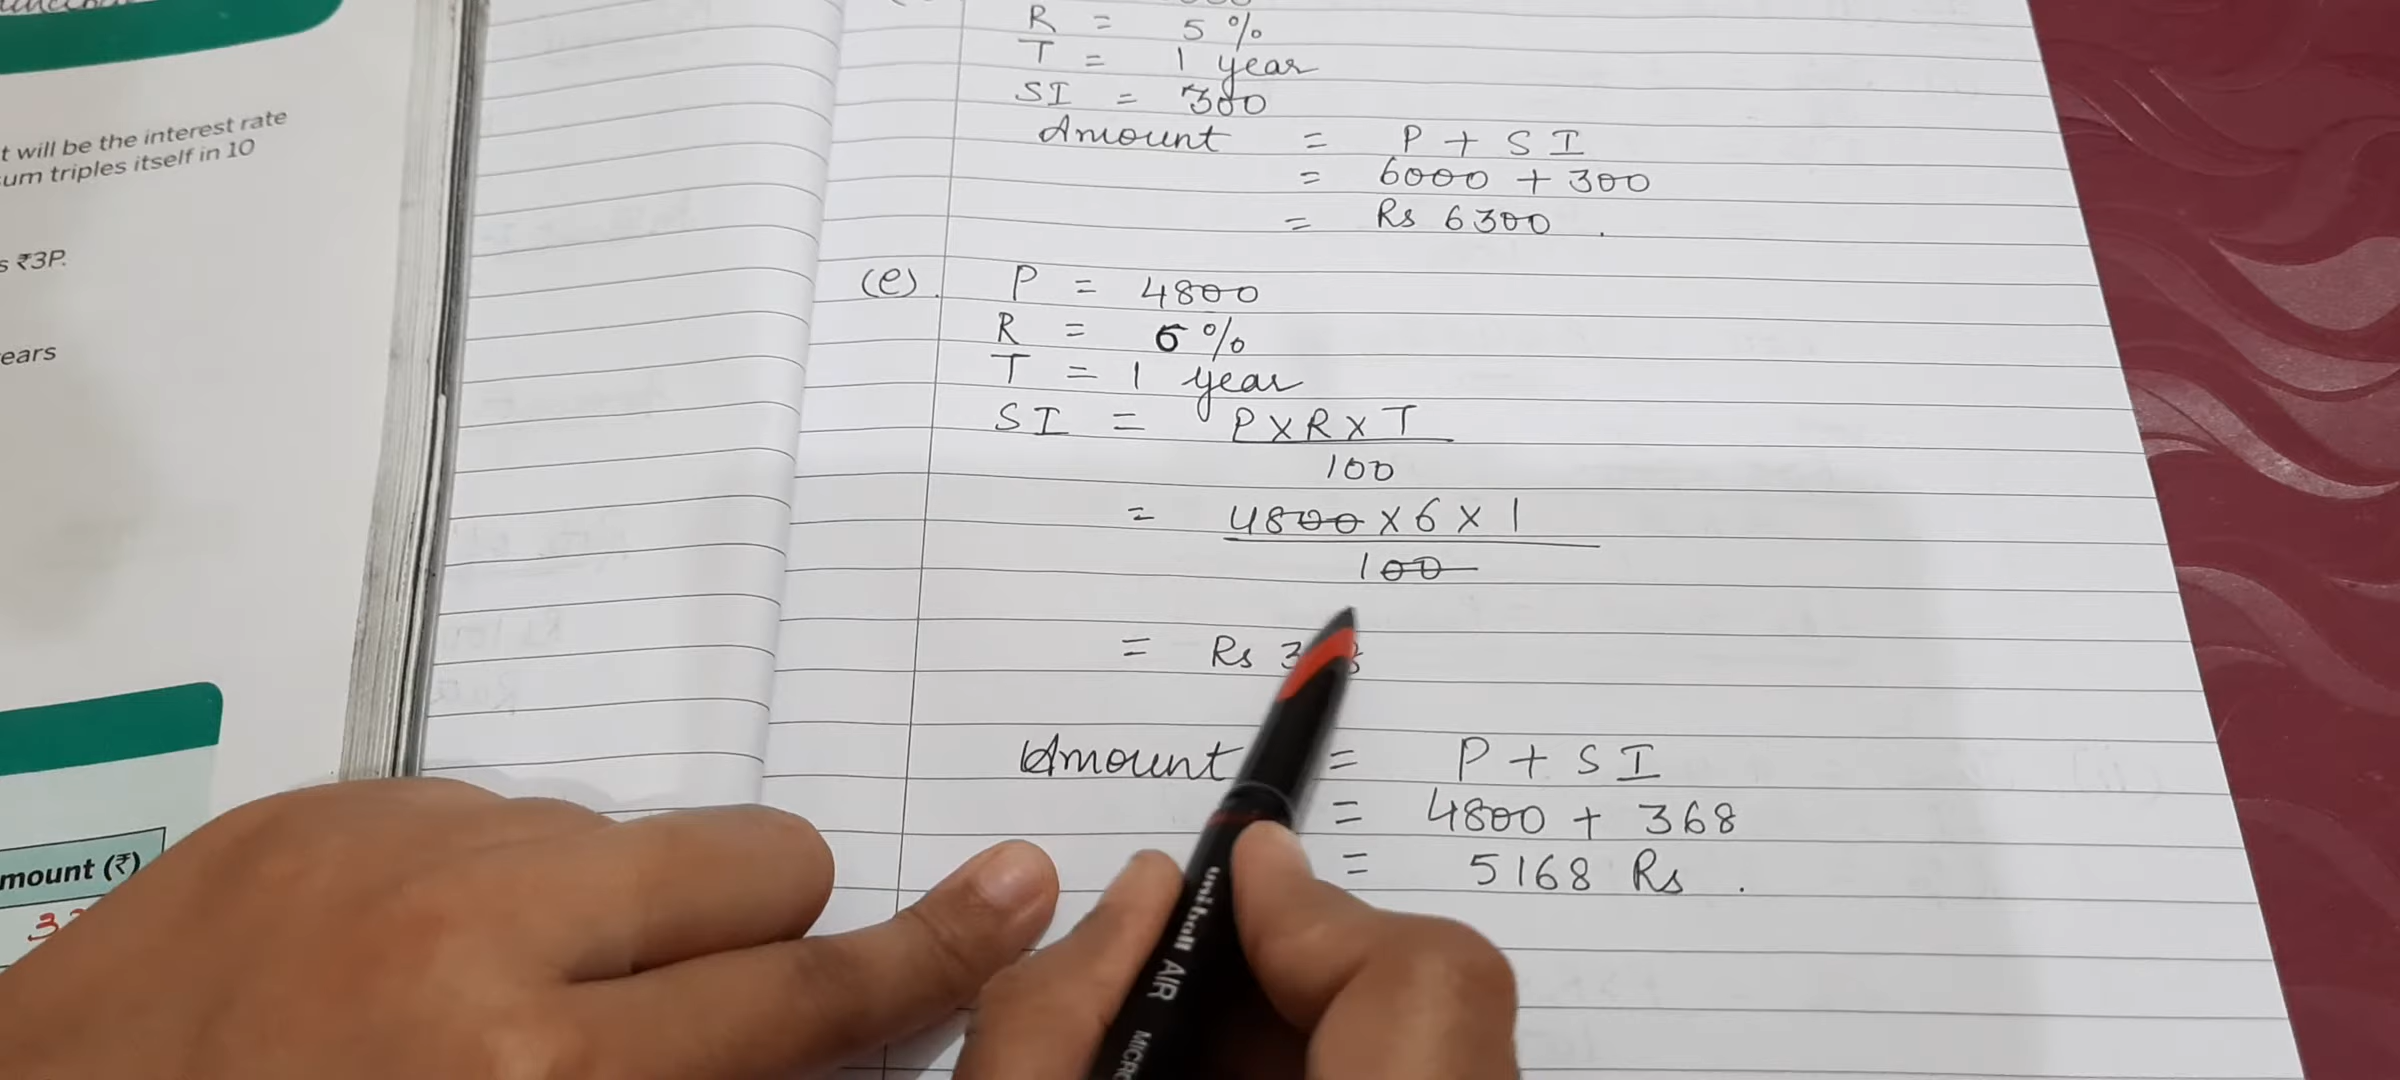 t will be the interest rate
um triples itself in 10
s ₹3P.
ears
mount (₹)
R = 5 %
T = 1 year
SI = 300
Amount = P + SI
= 6000 + 300
= Rs 6300 .
(e). P = 4800
R = 6 %
T = 1 year
SI = P X R X T
100
= 4800 X 6 X 1
100
= Rs
Amount = P + SI
= 4800 + 368
= 5168 Rs .
uniball AIR
MICRO